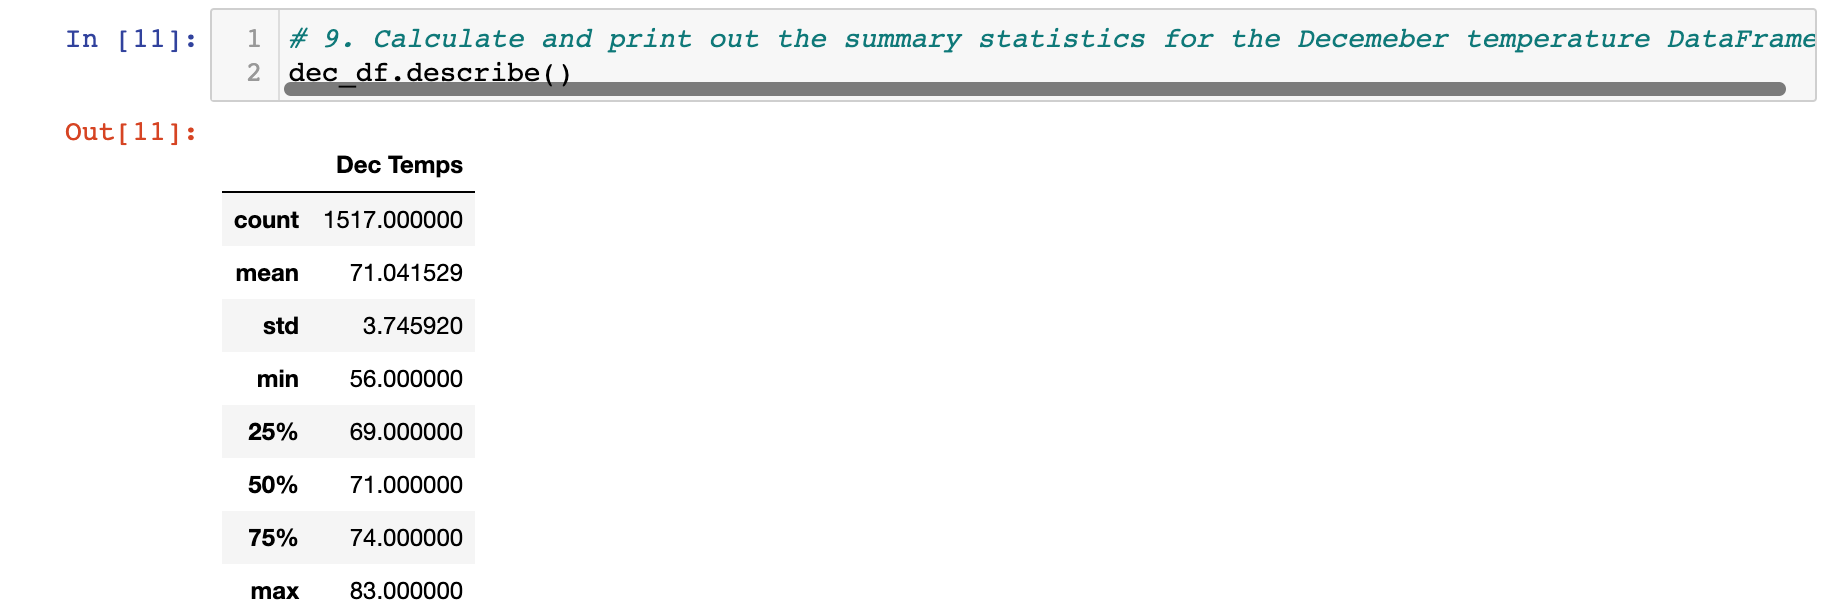 In [11]:
1 # 9. Calculate and print out the summary statistics for the Decemeber temperature DataFrame
2 dec_df.describe()
Out[11]:
Dec Temps
count 1517.000000
mean 71.041529
std 3.745920
min 56.000000
25% 69.000000
50% 71.000000
75% 74.000000
max 83.000000